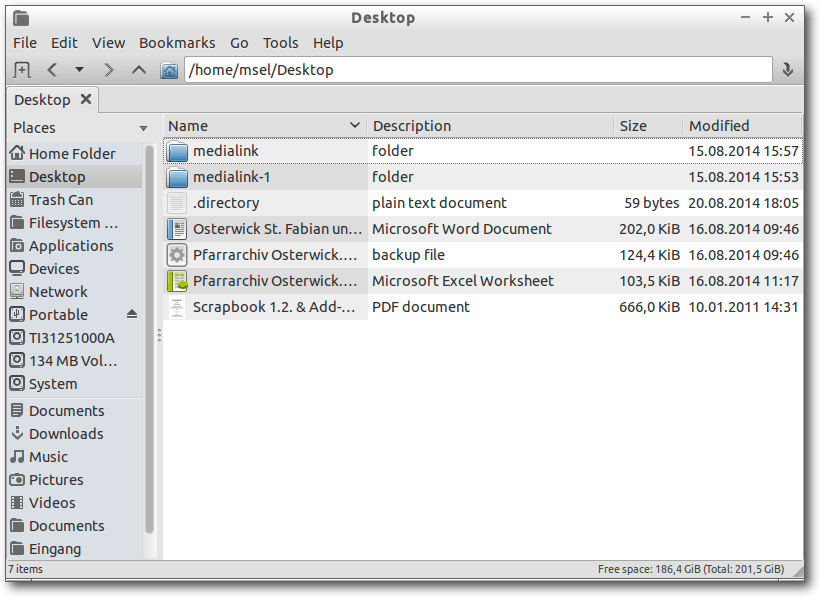 Desktop
File Edit View Bookmarks Go Tools Help
/home/msel/Desktop
Desktop
Places
Home Folder
Desktop
Trash Can
Filesystem ...
Applications
Devices
Network
Portable
TI31251000A
134 MB Vol...
System
Documents
Downloads
Music
Pictures
Videos
Documents
Eingang
Name Description Size Modified
medialink folder 15.08.2014 15:57
medialink-1 folder 15.08.2014 15:53
.directory plain text document 59 bytes 20.08.2014 18:05
Osterwick St. Fabian un... Microsoft Word Document 202,0 KiB 16.08.2014 09:46
Pfarrarchiv Osterwick.... backup file 124,4 KiB 16.08.2014 09:46
Pfarrarchiv Osterwick.... Microsoft Excel Worksheet 103,5 KiB 16.08.2014 11:17
Scrapbook 1.2. & Add-... PDF document 666,0 KiB 10.01.2011 14:31
7 items Free space: 186,4 GiB (Total: 201,5 GiB)